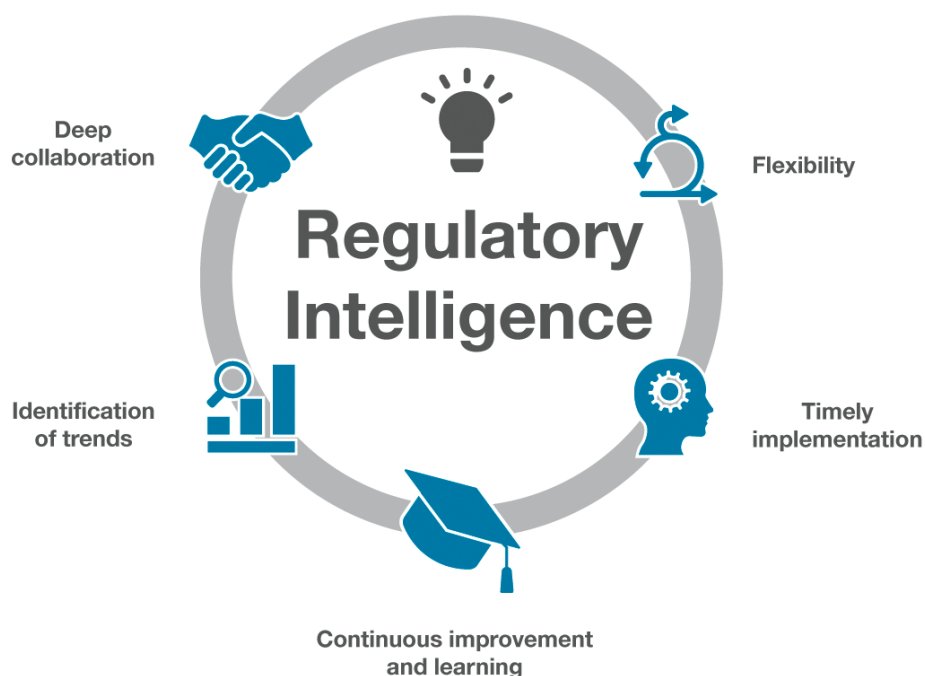 Deep
collaboration
Flexibility
Regulatory
Intelligence
Identification
of trends
Timely
implementation
Continuous improvement
and learning